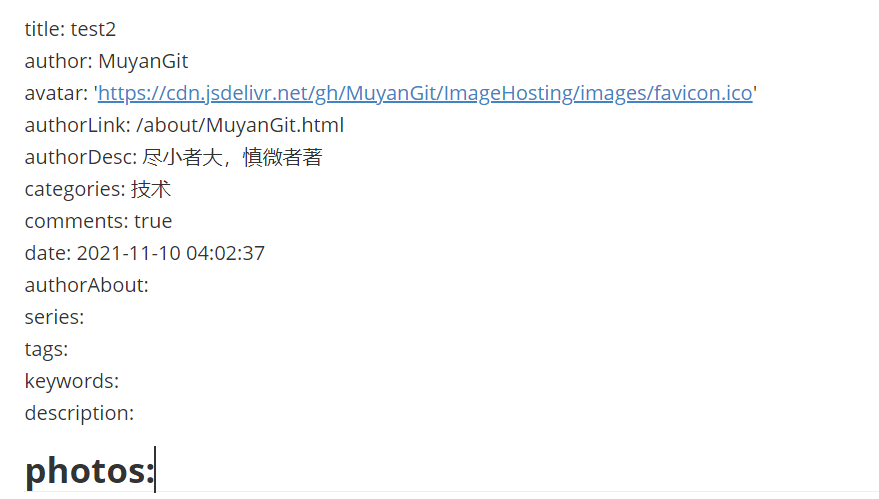 title: test2
author: MuyanGit
avatar: 'https://cdn.jsdelivr.net/gh/MuyanGit/ImageHosting/images/favicon.ico'
authorLink: /about/MuyanGit.html
authorDesc: 尽小者大，慎微者著
categories: 技术
comments: true
date: 2021-11-10 04:02:37
authorAbout:
series:
tags:
keywords:
description:
photos: